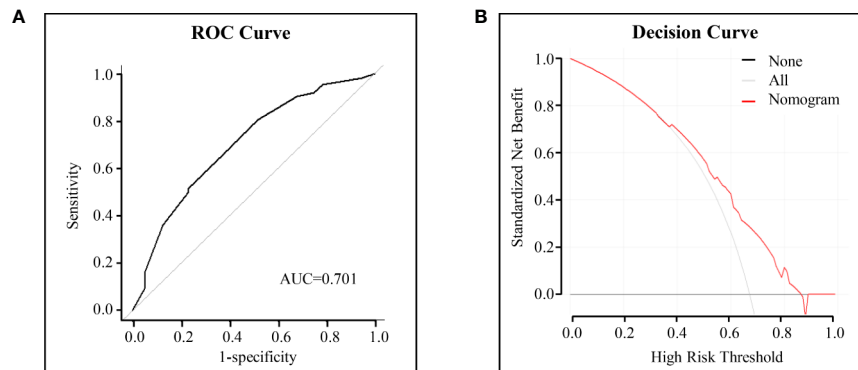 A
ROC Curve
1.0
0.8
0.6
0.4
0.2
0.0
Sensitivity
AUC=0.701
0.0 0.2 0.4 0.6 0.8 1.0
1-specificity
B
Decision Curve
None
All
Nomogram
1.0
0.8
0.6
0.4
0.2
0.0
Standardized Net Benefit
0.0 0.2 0.4 0.6 0.8 1.0
High Risk Threshold